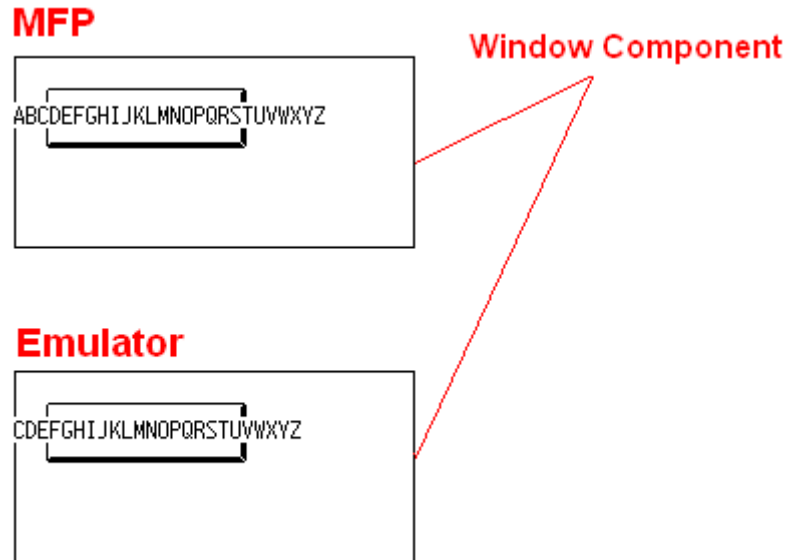 MFP
Window Component
ABCDEFGHIJKLMNOPQRSTUVWXYZ
Emulator
CDEFGHIJKLMNOPQRSTUVWXYZ